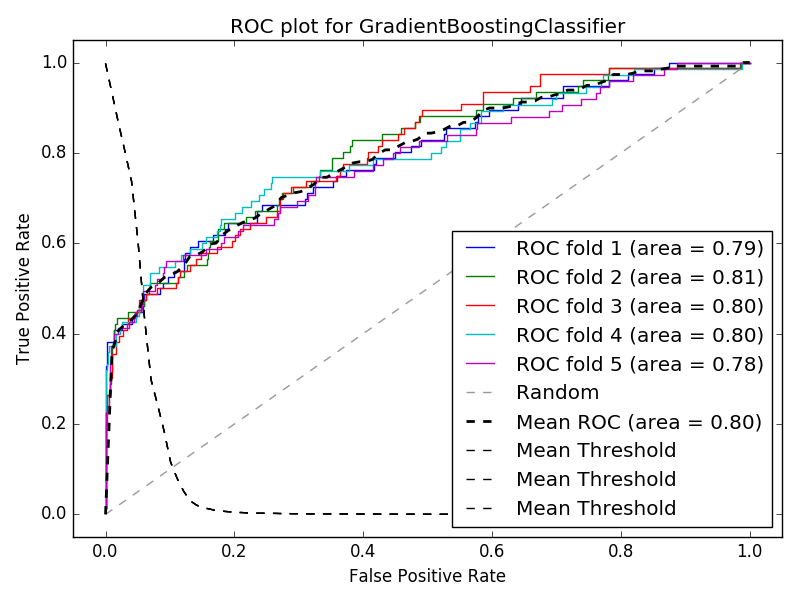 ROC plot for GradientBoostingClassifier
1.0
0.8
0.6
0.4
0.2
0.0
True Positive Rate
ROC fold 1 (area = 0.79)
ROC fold 2 (area = 0.81)
ROC fold 3 (area = 0.80)
ROC fold 4 (area = 0.80)
ROC fold 5 (area = 0.78)
Random
Mean ROC (area = 0.80)
Mean Threshold
Mean Threshold
Mean Threshold
0.0 0.2 0.4 0.6 0.8 1.0
False Positive Rate